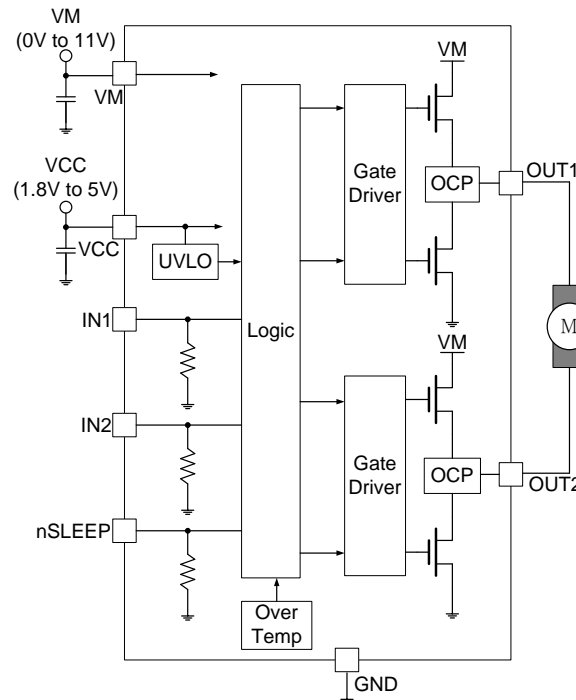 VM
(0V to 11V)
VM
VCC
(1.8V to 5V)
VCC
UVLO
IN1
IN2
nSLEEP
Logic
Over
Temp
Gate
Driver
VM
OCP
OUT1
M
Gate
Driver
VM
OCP
OUT2
GND